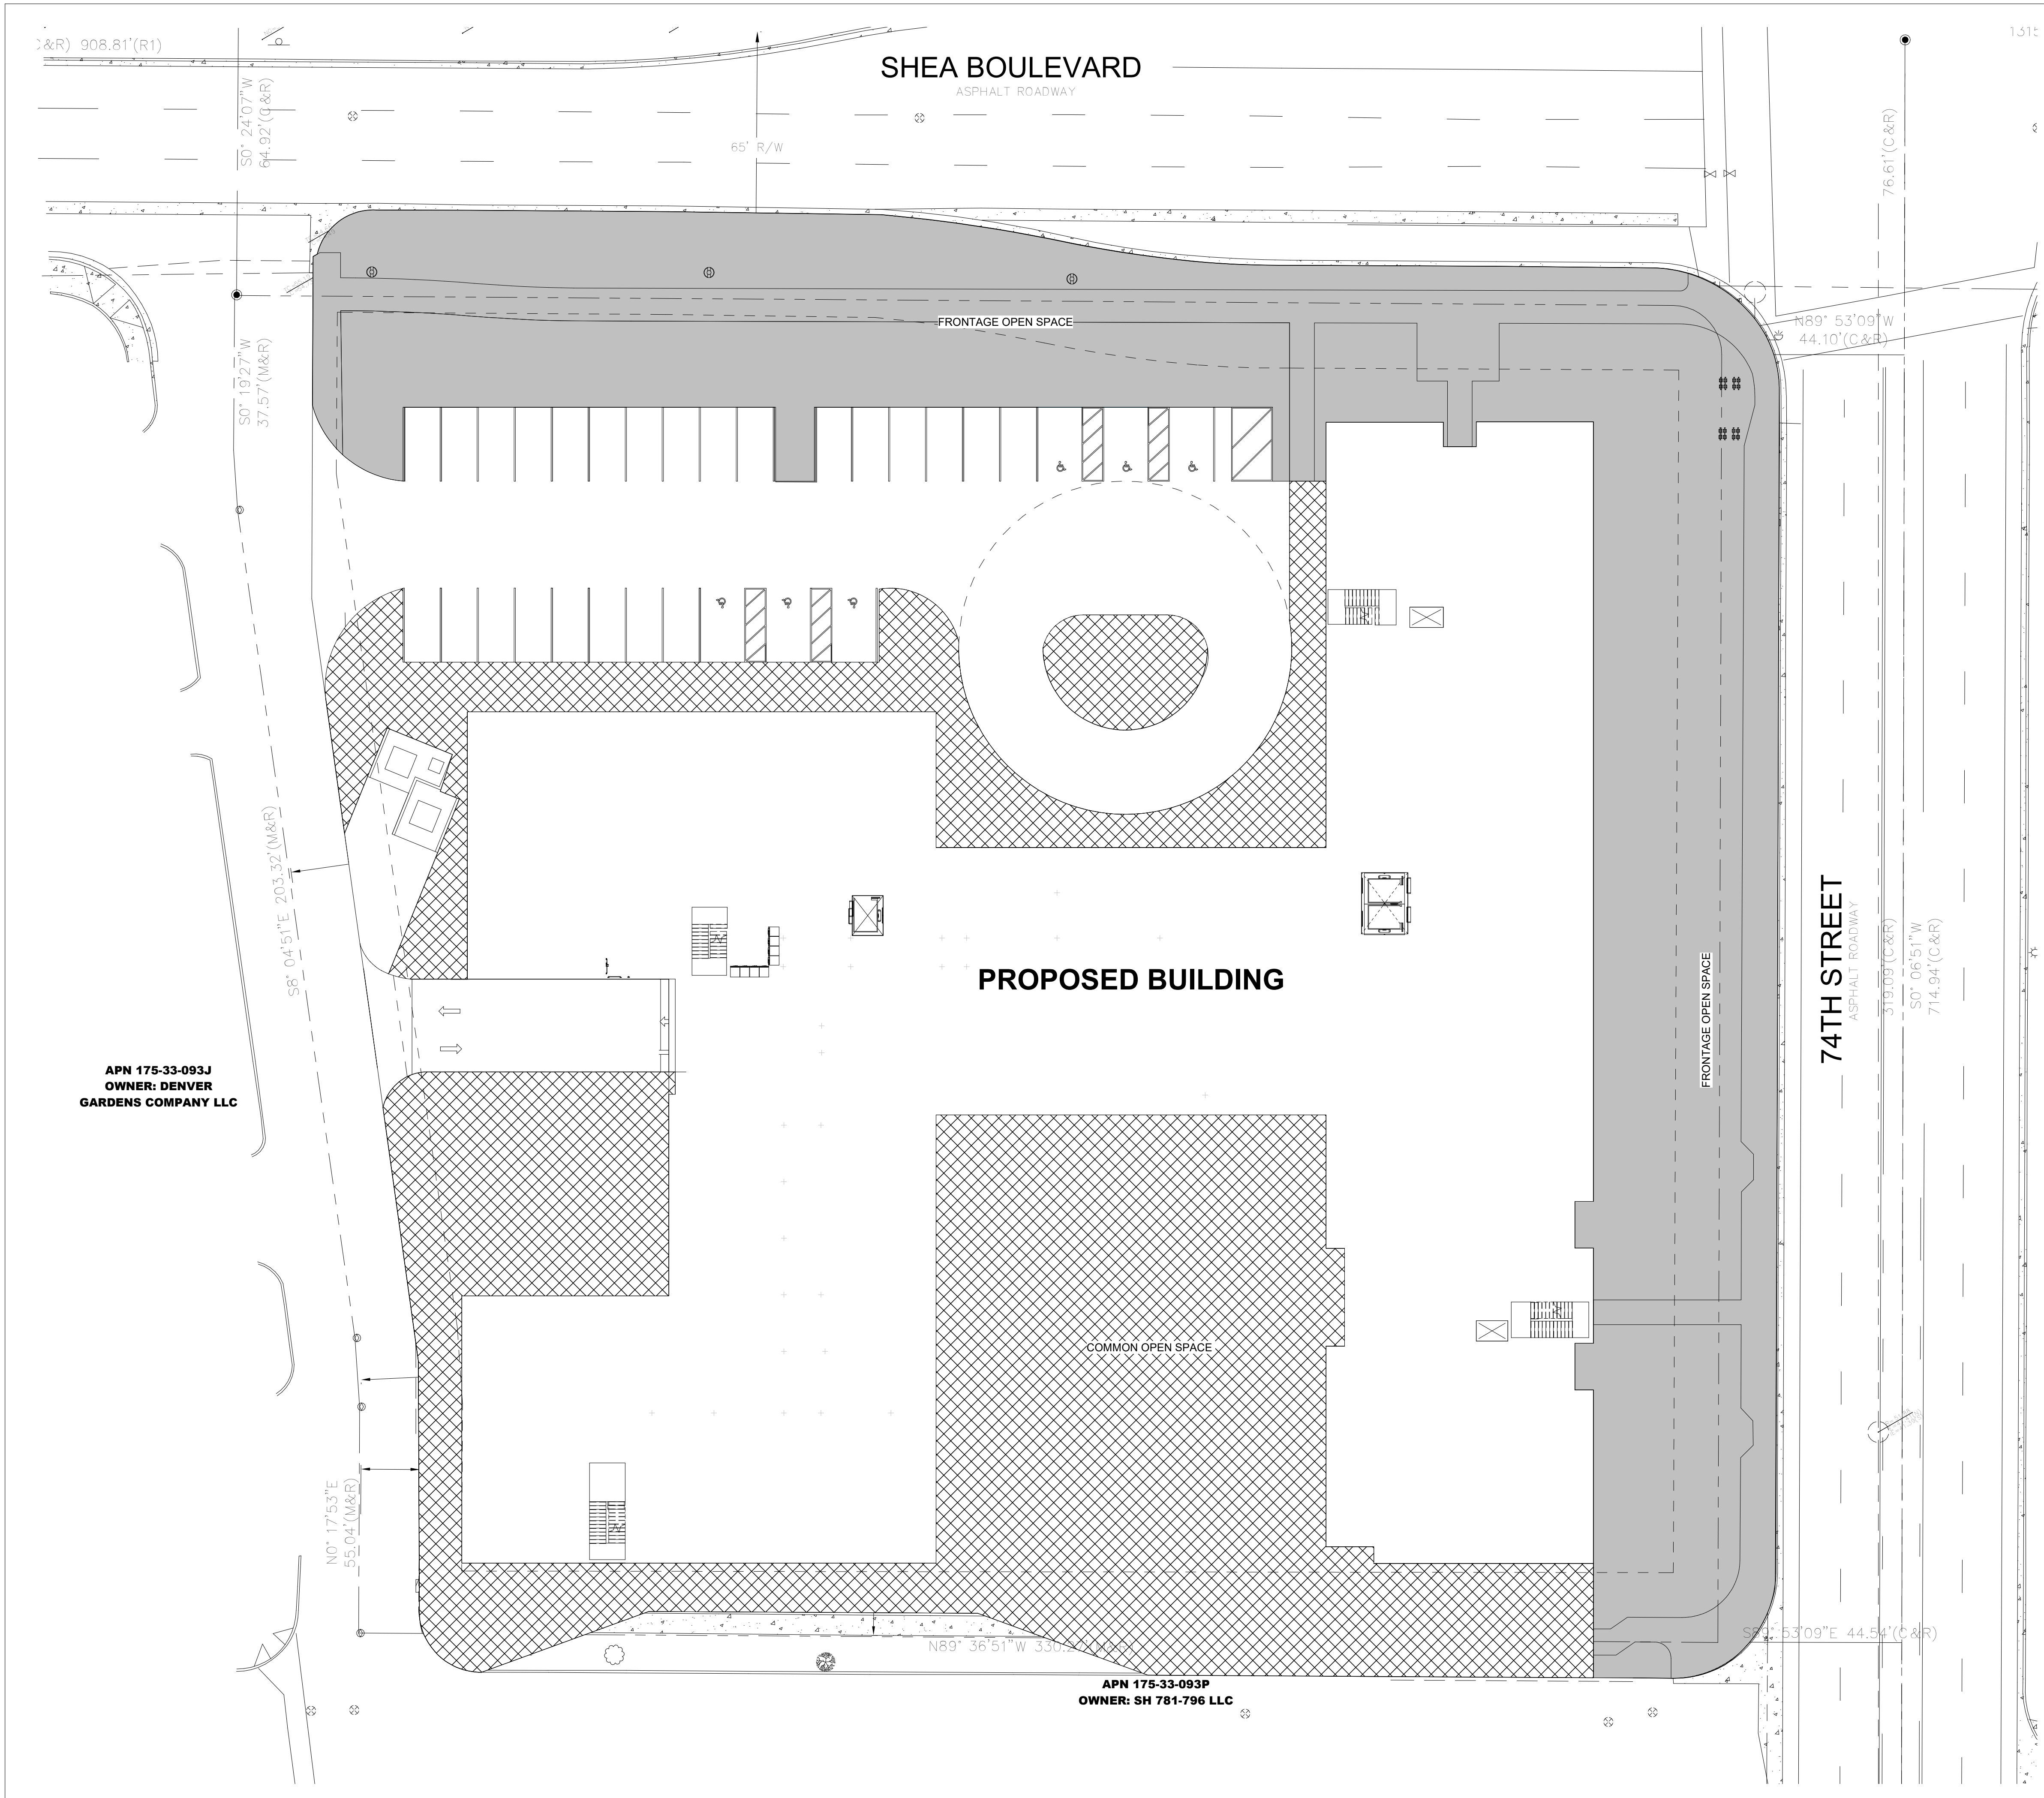 C&R) 908.81'(R1)
SHEA BOULEVARD
ASPHALT ROADWAY
S0° 24'07"W
64.92'(C&R)
65' R/W
76.61'(C&R)
FRONTAGE OPEN SPACE
N89° 53'09"W
44.10'(C&R)
S0° 19'27"W
37.57'(M&R)
S8° 04'51"E 203.32'(M&R)
PROPOSED BUILDING
FRONTAGE OPEN SPACE
74TH STREET
ASPHALT ROADWAY
319.09'(C&R)
S0° 06'51"W
714.94'(C&R)
APN 175-33-093J
OWNER: DENVER
GARDENS COMPANY LLC
COMMON OPEN SPACE
N0° 17'53"E
55.04'(M&R)
N89° 36'51"W
S89° 53'09"E 44.54'(C&R)
APN 175-33-093P
OWNER: SH 781-796 LLC